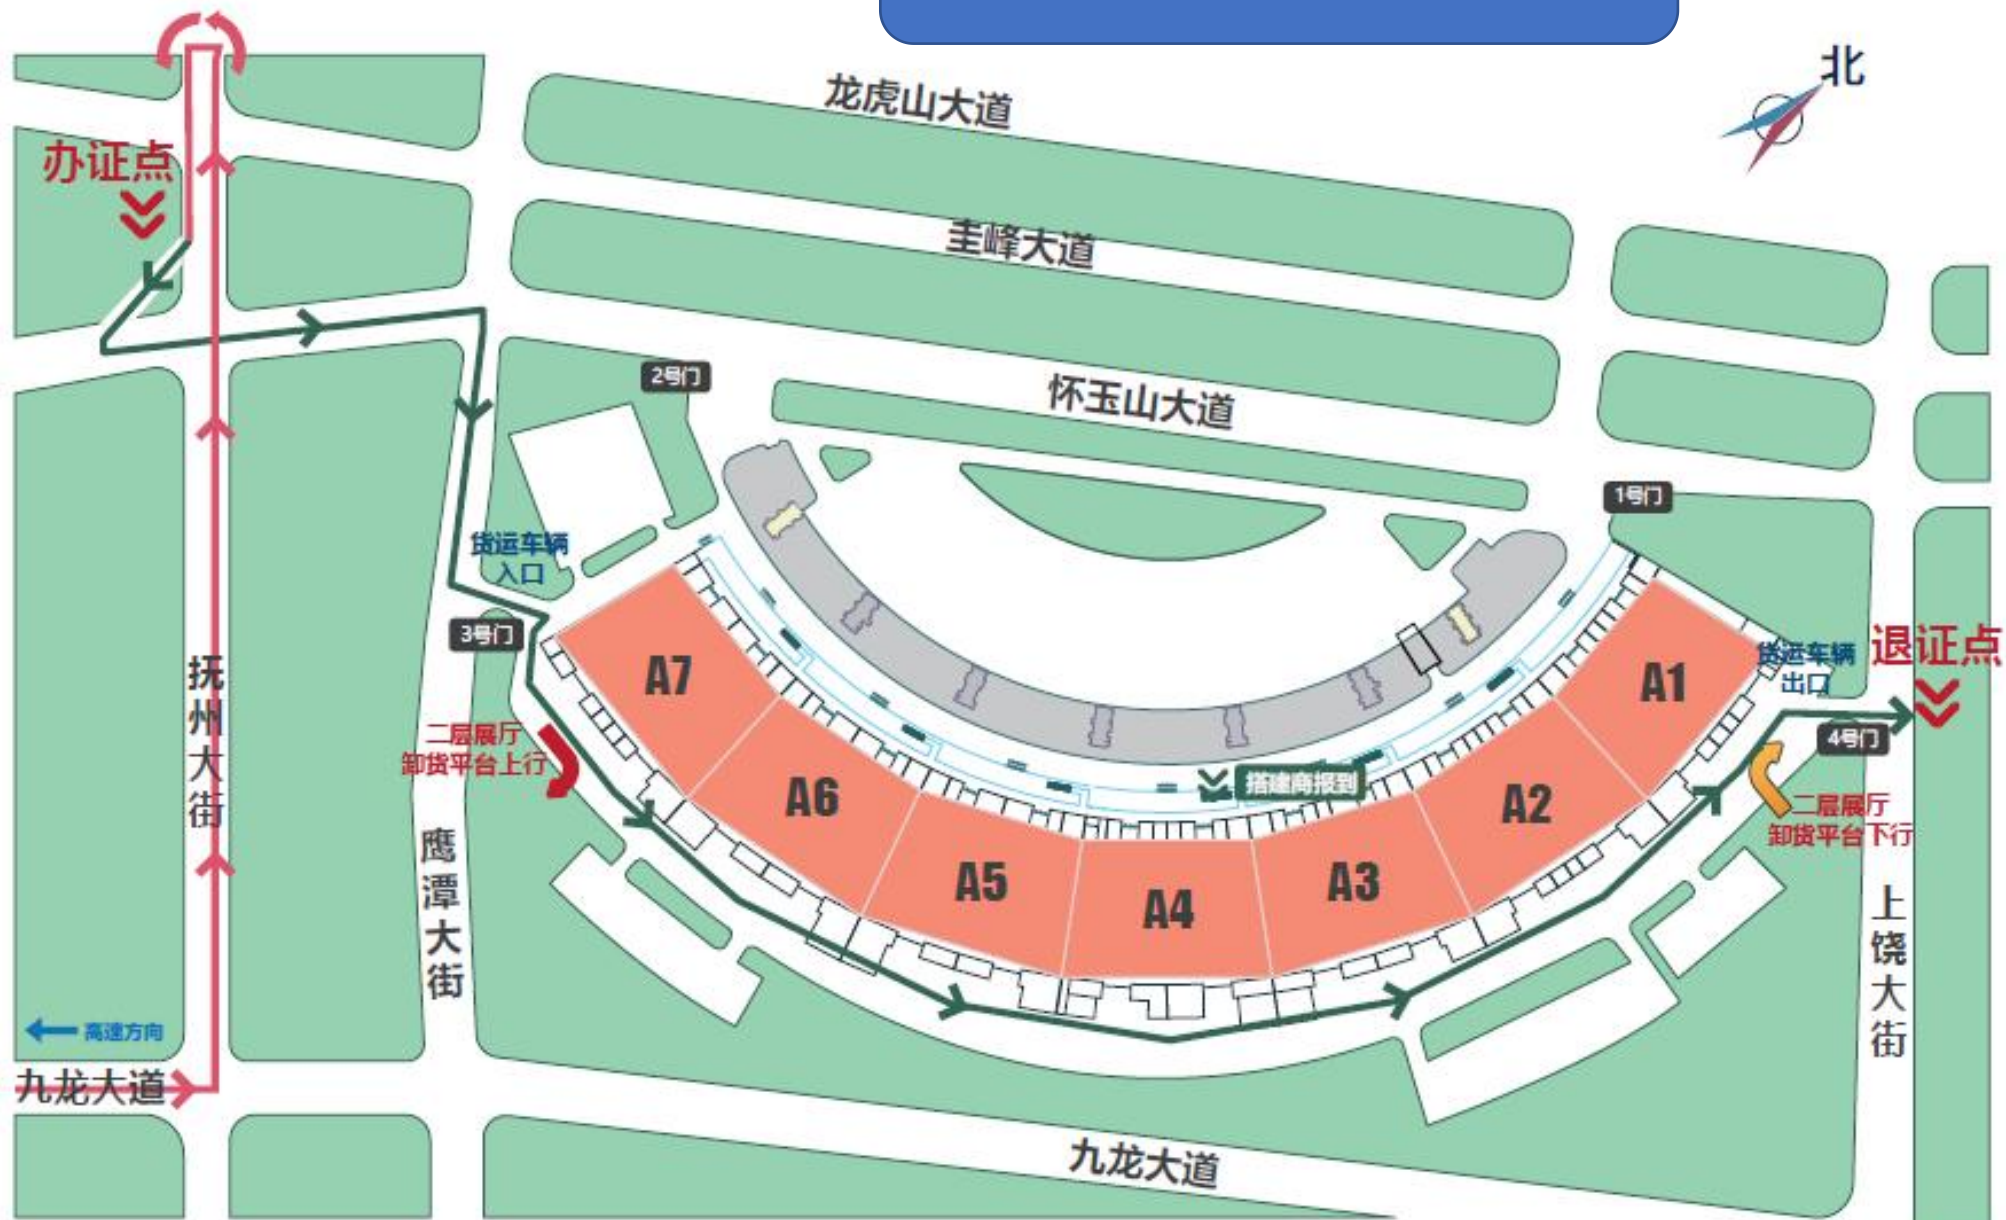 北
龙虎山大道
办证点
圭峰大道
2号门
怀玉山大道
1号门
货运车辆
入口
3号门
A7
A1
货运车辆
出口
退证点
抚州大街
二层展厅
卸货平台上行
4号门
搭建商报到
A6
A2
二层展厅
卸货平台下行
鹰潭大街
A5
A4
A3
上饶大街
高速方向
九龙大道
九龙大道